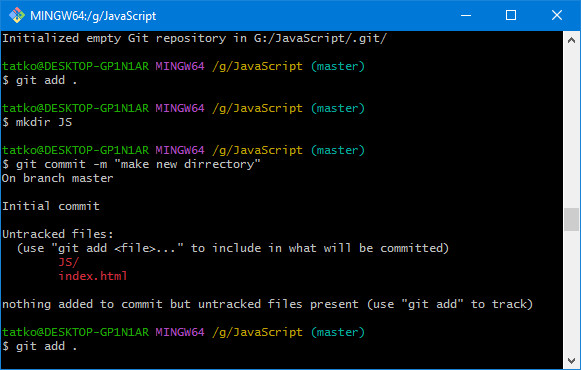 MINGW64:/g/JavaScript
Initialized empty Git repository in G:/JavaScript/.git/
tatko@DESKTOP-GP1N1AR MINGW64 /g/JavaScript (master)
$ git add .
tatko@DESKTOP-GP1N1AR MINGW64 /g/JavaScript (master)
$ mkdir JS
tatko@DESKTOP-GP1N1AR MINGW64 /g/JavaScript (master)
$ git commit -m "make new dirrectory"
On branch master
Initial commit
Untracked files:
(use "git add <file>..." to include in what will be committed)
JS/
index.html
nothing added to commit but untracked files present (use "git add" to track)
tatko@DESKTOP-GP1N1AR MINGW64 /g/JavaScript (master)
$ git add .